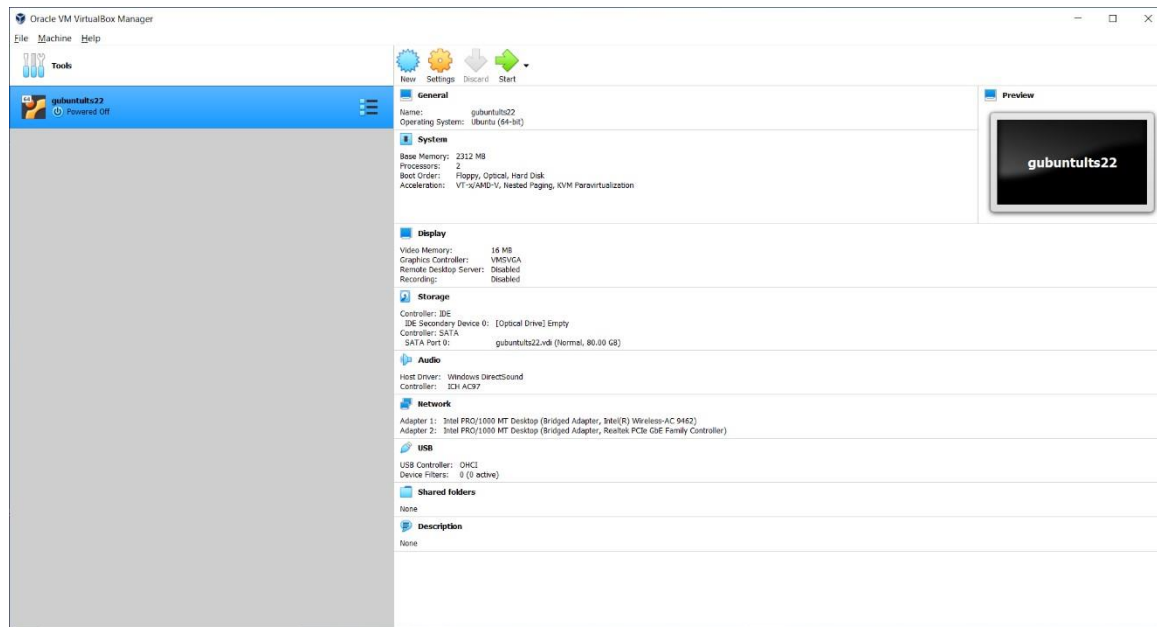 Oracle VM VirtualBox Manager
File Machine Help
Tools
New Settings Discard Start
64
gubuntults22
Powered Off
General
Name: gubuntults22
Operating System: Ubuntu (64-bit)
Preview
gubuntults22
System
Base Memory: 2312 MB
Processors: 2
Boot Order: Floppy, Optical, Hard Disk
Acceleration: VT-x/AMD-V, Nested Paging, KVM Paravirtualization
Display
Video Memory: 16 MB
Graphics Controller: VMSVGA
Remote Desktop Server: Disabled
Recording: Disabled
Storage
Controller: IDE
IDE Secondary Device 0: [Optical Drive] Empty
Controller: SATA
SATA Port 0: gubuntults22.vdi (Normal, 80.00 GB)
Audio
Host Driver: Windows DirectSound
Controller: ICH AC97
Network
Adapter 1: Intel PRO/1000 MT Desktop (Bridged Adapter, Intel(R) Wireless-AC 9462)
Adapter 2: Intel PRO/1000 MT Desktop (Bridged Adapter, Realtek PCIe GbE Family Controller)
USB
USB Controller: OHCI
Device Filters: 0 (0 active)
Shared folders
None
Description
None